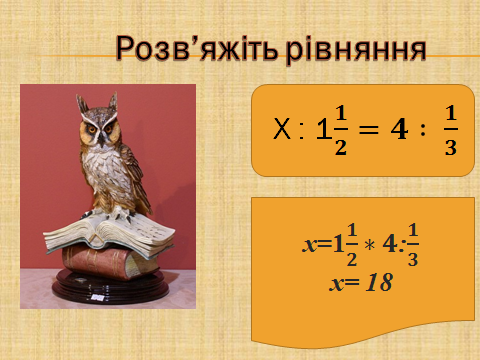 Розв’яжіть рівняння
X : 1 1/2 = 4 : 1/3
x=1 1/2 * 4: 1/3
x= 18